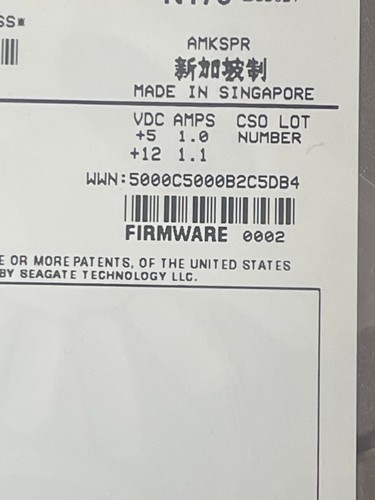 SS*
AMKSPR
新加坡制
MADE IN SINGAPORE
VDC AMPS CSO LOT
+5 1.0 NUMBER
+12 1.1
WWN:5000C5000B2C5DB4
FIRMWARE 0002
E OR MORE PATENTS, OF THE UNITED STATES
BY SEAGATE TECHNOLOGY LLC.